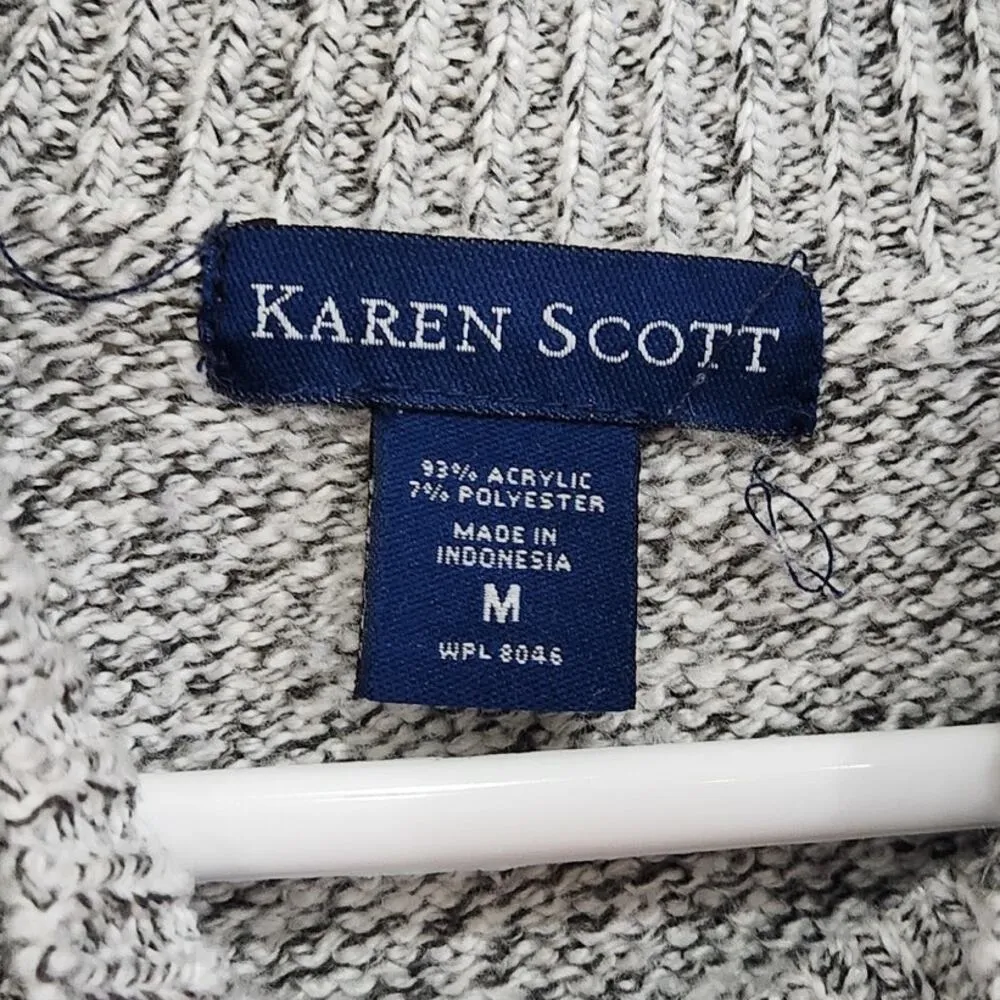 KAREN SCOTT
93% ACRYLIC
7% POLYESTER
MADE IN
INDONESIA
M
WPL 8046